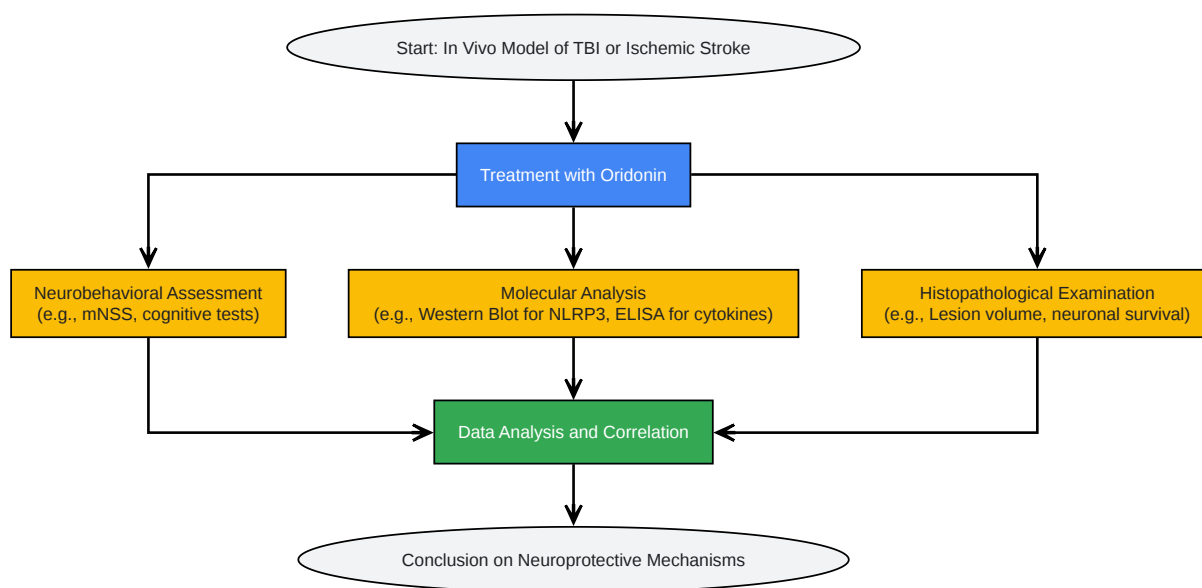 Start: In Vivo Model of TBI or Ischemic Stroke
Treatment with Oridonin
Neurobehavioral Assessment
(e.g., mNSS, cognitive tests)
Molecular Analysis
(e.g., Western Blot for NLRP3, ELISA for cytokines)
Histopathological Examination
(e.g., Lesion volume, neuronal survival)
Data Analysis and Correlation
Conclusion on Neuroprotective Mechanisms